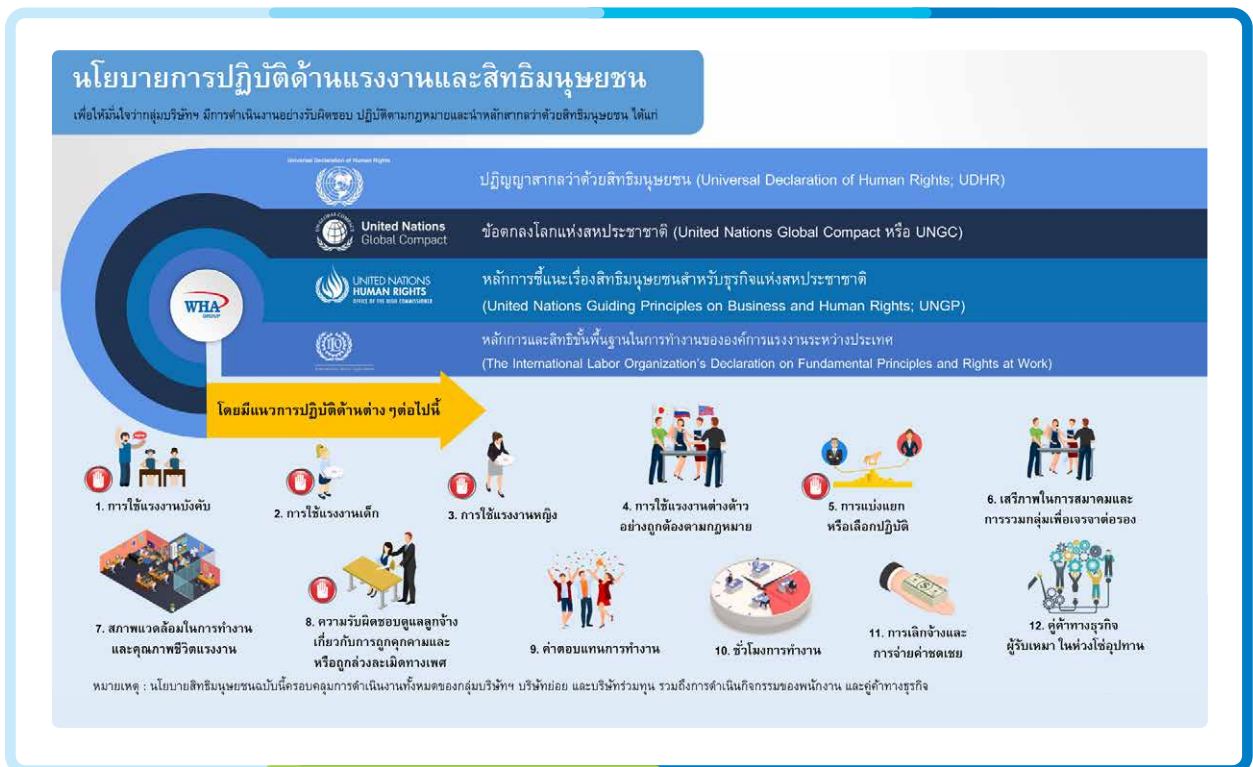 นโยบายการปฏิบัติด้านแรงงานและสิทธิมนุษยชน
เพื่อให้มั่นใจว่ากลุ่มบริษัทฯ มีการดำเนินงานอย่างรับผิดชอบ ปฏิบัติตามกฎหมายและนำหลักสากลว่าด้วยสิทธิมนุษยชน ได้แก่
Universal Declaration of Human Rights
ปฏิญญาสากลว่าด้วยสิทธิมนุษยชน (Universal Declaration of Human Rights; UDHR)
United Nations
Global Compact
ข้อตกลงโลกแห่งสหประชาชาติ (United Nations Global Compact หรือ UNGC)
UNITED NATIONS
HUMAN RIGHTS
OFFICE OF THE HIGH COMMISSIONER
หลักการชี้แนะเรื่องสิทธิมนุษยชนสำหรับธุรกิจแห่งสหประชาชาติ
(United Nations Guiding Principles on Business and Human Rights; UNGP)
WHA
GROUP
หลักการและสิทธิขั้นพื้นฐานในการทำงานขององค์การแรงงานระหว่างประเทศ
(The International Labor Organization's Declaration on Fundamental Principles and Rights at Work)
โดยมีแนวการปฏิบัติด้านต่าง ๆต่อไปนี้
1. การใช้แรงงานบังคับ
2. การใช้แรงงานเด็ก
3. การใช้แรงงานหญิง
4. การใช้แรงงานต่างด้าว
อย่างถูกต้องตามกฎหมาย
5. การแบ่งแยก
หรือเลือกปฏิบัติ
6. เสรีภาพในการสมาคมและ
การรวมกลุ่มเพื่อเจรจาต่อรอง
7. สภาพแวดล้อมในการทำงาน
และคุณภาพชีวิตแรงงาน
8. ความรับผิดชอบดูแลลูกจ้าง
เกี่ยวกับการถูกคุกคามและ
หรือถูกล่วงละเมิดทางเพศ
9. ค่าตอบแทนการทำงาน
10. ชั่วโมงการทำงาน
11. การเลิกจ้างและ
การจ่ายค่าชดเชย
12. คู่ค้าทางธุรกิจ
ผู้รับเหมา ในห่วงโซ่อุปทาน
หมายเหตุ : นโยบายสิทธิมนุษยชนฉบับนี้ครอบคลุมการดำเนินงานทั้งหมดของกลุ่มบริษัทฯ บริษัทย่อย และบริษัทร่วมทุน รวมถึงการดำเนินกิจกรรมของพนักงาน และคู่ค้าทางธุรกิจ